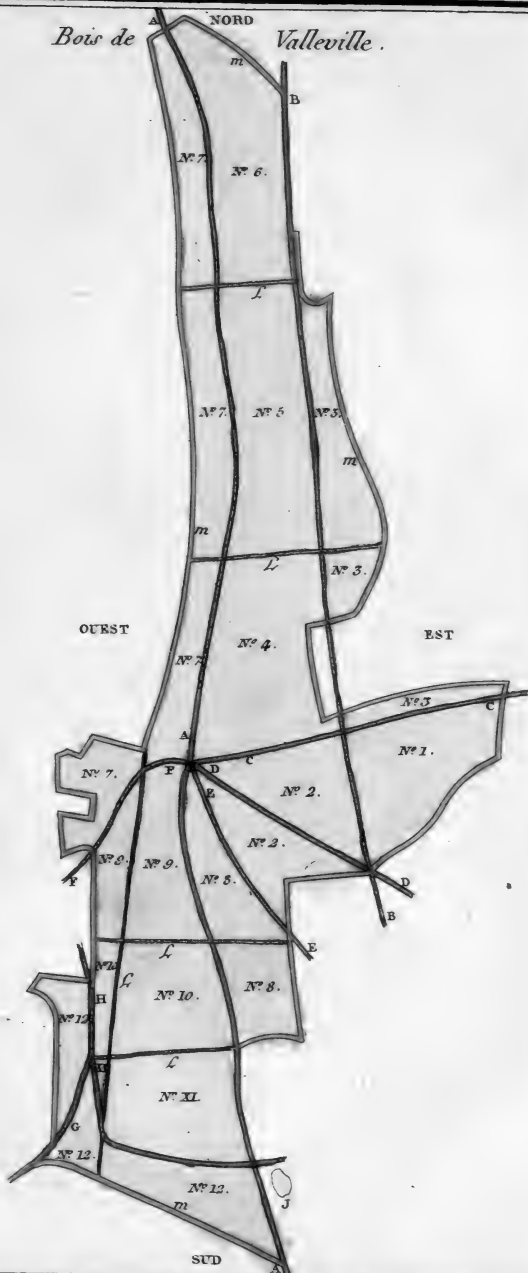 A NORD
Bois de Valleville.
m
B
Nº 7. Nº 6.
L
Nº 7. Nº 5 Nº 3.
m
m
L
Nº 3.
OUEST EST
Nº 4.
Nº 7
Nº 3
C
A
Nº 1.
F D C
Nº 7.
E
Nº 2.
Nº 2.
Nº 9. Nº 9.
F
D
B
L
E
L
H
Nº 10. Nº 8.
Nº 12
L
G
Nº XI.
Nº 12.
Nº 12.
m
J
SUD
A